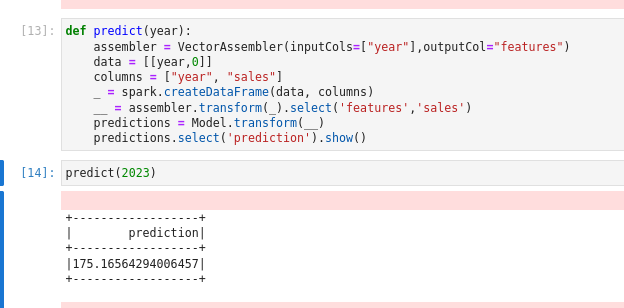 [13]: def predict(year):
    assembler = VectorAssembler(inputCols=["year"],outputCol="features")
    data = [[year,0]]
    columns = ["year", "sales"]
    _ = spark.createDataFrame(data, columns)
    __ = assembler.transform(_).select('features','sales')
    predictions = Model.transform(__)
    predictions.select('prediction').show()
[14]: predict(2023)
+------------------+
|        prediction|
+------------------+
|175.16564294006457|
+------------------+